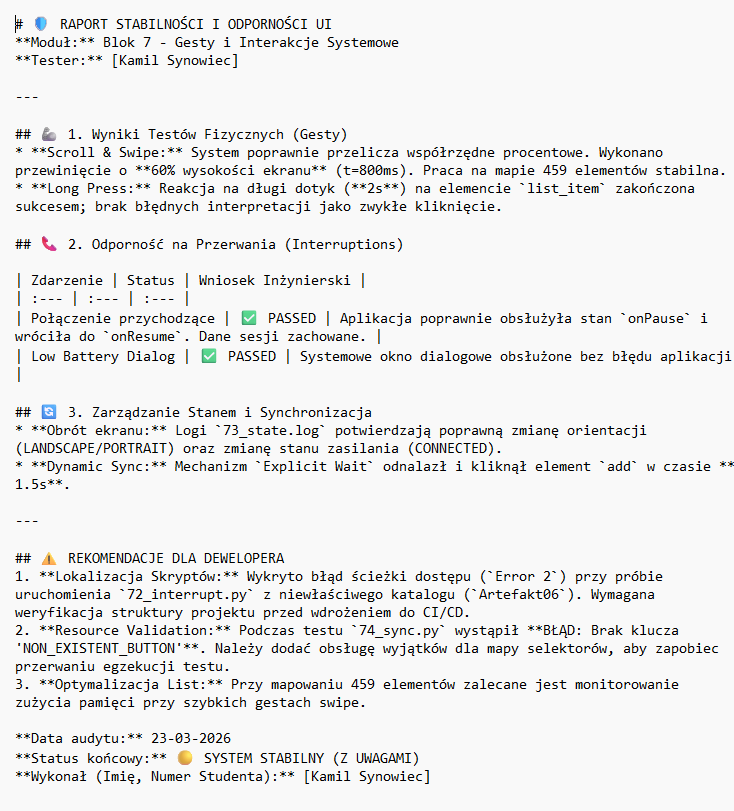 # 🛡️ RAPORT STABILNOŚCI I ODPORNOŚCI UI
**Moduł:** Blok 7 - Gesty i Interakcje Systemowe
**Tester:** [Kamil Synowiec]
---
## 🦾 1. Wyniki Testów Fizycznych (Gesty)
* **Scroll & Swipe:** System poprawnie przelicza współrzędne procentowe. Wykonano
przewinięcie o **60% wysokości ekranu** (t=800ms). Praca na mapie 459 elementów stabilna.
* **Long Press:** Reakcja na długi dotyk (**2s**) na elemencie `list_item` zakończona
sukcesem; brak błędnych interpretacji jako zwykłe kliknięcie.
## 📞 2. Odporność na Przerwania (Interruptions)
| Zdarzenie | Status | Wniosek Inżynierski |
| :--- | :--- | :--- |
| Połączenie przychodzące | ✅ PASSED | Aplikacja poprawnie obsłużyła stan `onPause` i
wróciła do `onResume`. Dane sesji zachowane. |
| Low Battery Dialog | ✅ PASSED | Systemowe okno dialogowe obsłużone bez błędu aplikacji
|
## 🔄 3. Zarządzanie Stanem i Synchronizacja
* **Obrót ekranu:** Logi `73_state.log` potwierdzają poprawną zmianę orientacji
(LANDSCAPE/PORTRAIT) oraz zmianę stanu zasilania (CONNECTED).
* **Dynamic Sync:** Mechanizm `Explicit Wait` odnalazł i kliknął element `add` w czasie **
1.5s**.
---
## ⚠️ REKOMENDACJE DLA DEWELOPERA
1. **Lokalizacja Skryptów:** Wykryto błąd ścieżki dostępu (`Error 2`) przy próbie
uruchomienia `72_interrupt.py` z niewłaściwego katalogu (`Artefakt06`). Wymagana
weryfikacja struktury projektu przed wdrożeniem do CI/CD.
2. **Resource Validation:** Podczas testu `74_sync.py` wystąpił **BŁĄD: Brak klucza
'NON_EXISTENT_BUTTON'**. Należy dodać obsługę wyjątków dla mapy selektorów, aby zapobiec
przerwaniu egzekucji testu.
3. **Optymalizacja List:** Przy mapowaniu 459 elementów zalecane jest monitorowanie
zużycia pamięci przy szybkich gestach swipe.
**Data audytu:** 23-03-2026
**Status końcowy:** 🟡 SYSTEM STABILNY (Z UWAGAMI)
**Wykonał (Imię, Numer Studenta):** [Kamil Synowiec]